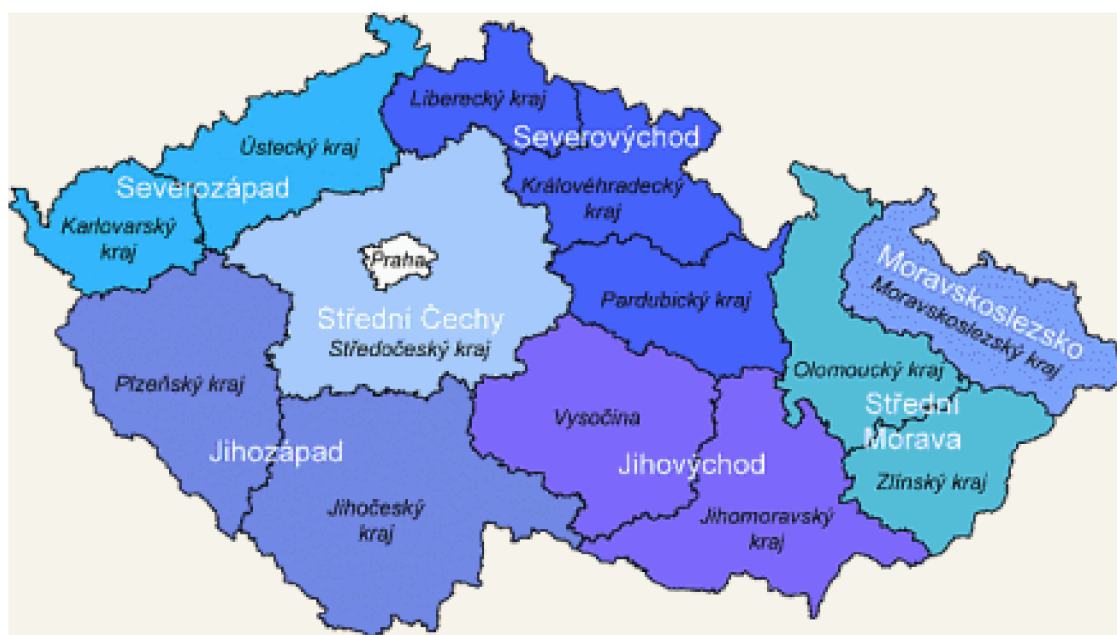 Liberecký kraj
Severovýchod
Ústecký kraj
Severozápad
Karlovarský
kraj
Královéhradecký
kraj
Praha
Moravskoslezsko
Moravskoslezský kraj
Pardubický kraj
Střední Čechy
Středočeský kraj
Plzeňský kraj
Olomoucký kraj
Střední
Morava
Vysočina
Jihozápad
Jihovýchod
Zlínský kraj
Jihočeský
kraj
Jihomoravský
kraj